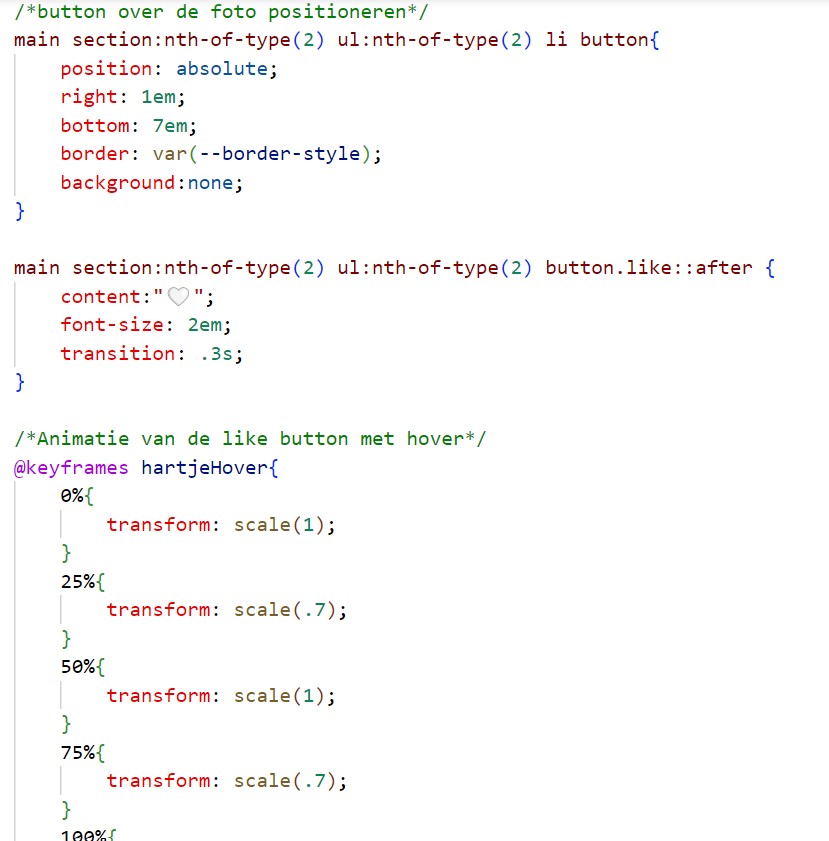 /*button over de foto positioneren*/
main section:nth-of-type(2) ul:nth-of-type(2) li button{
    position: absolute;
    right: 1em;
    bottom: 7em;
    border: var(--border-style);
    background:none;
}

main section:nth-of-type(2) ul:nth-of-type(2) button.like::after {
    content:"🤍";
    font-size: 2em;
    transition: .3s;
}

/*Animatie van de like button met hover*/
@keyframes hartjeHover{
    0%{
        transform: scale(1);
    }
    25%{
        transform: scale(.7);
    }
    50%{
        transform: scale(1);
    }
    75%{
        transform: scale(.7);
    }
    100%{